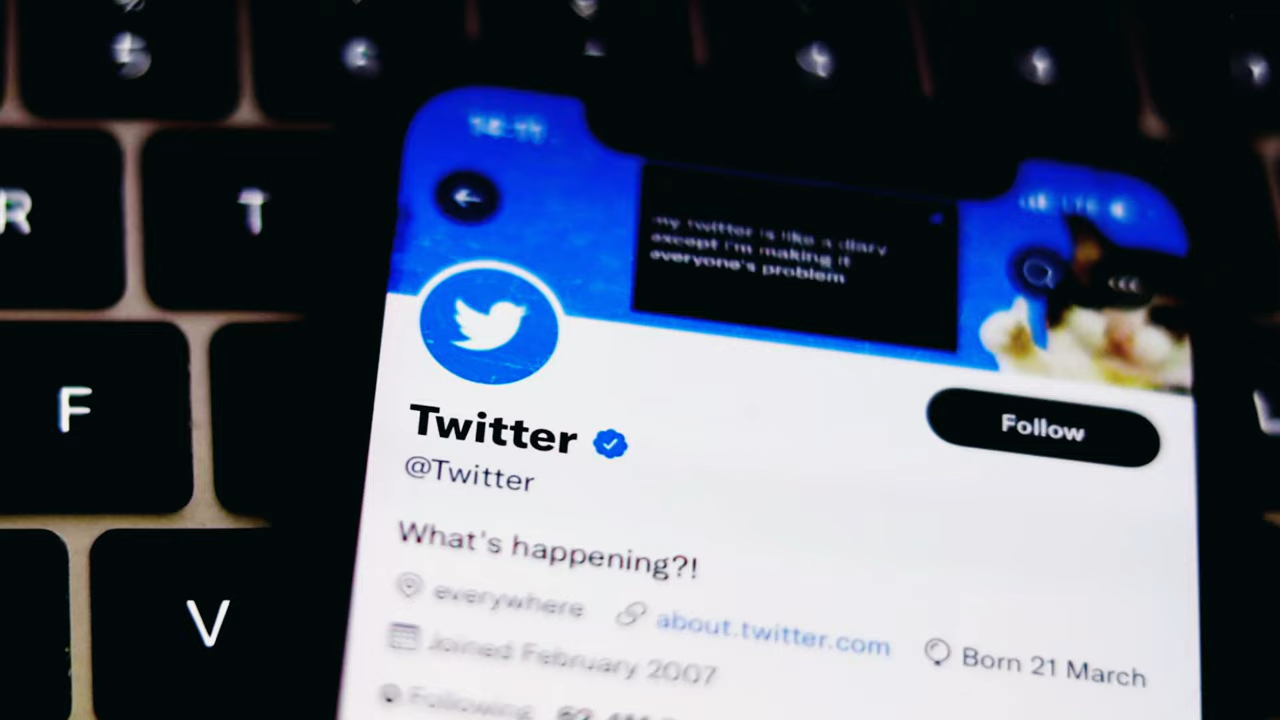 R
T
my twitter is like a diary
except i'm making it
everyone's problem
Twitter
@Twitter
Follow
F
What's happening?!
everywhere about.twitter.com Born 21 March
V
Joined February 2007
Following